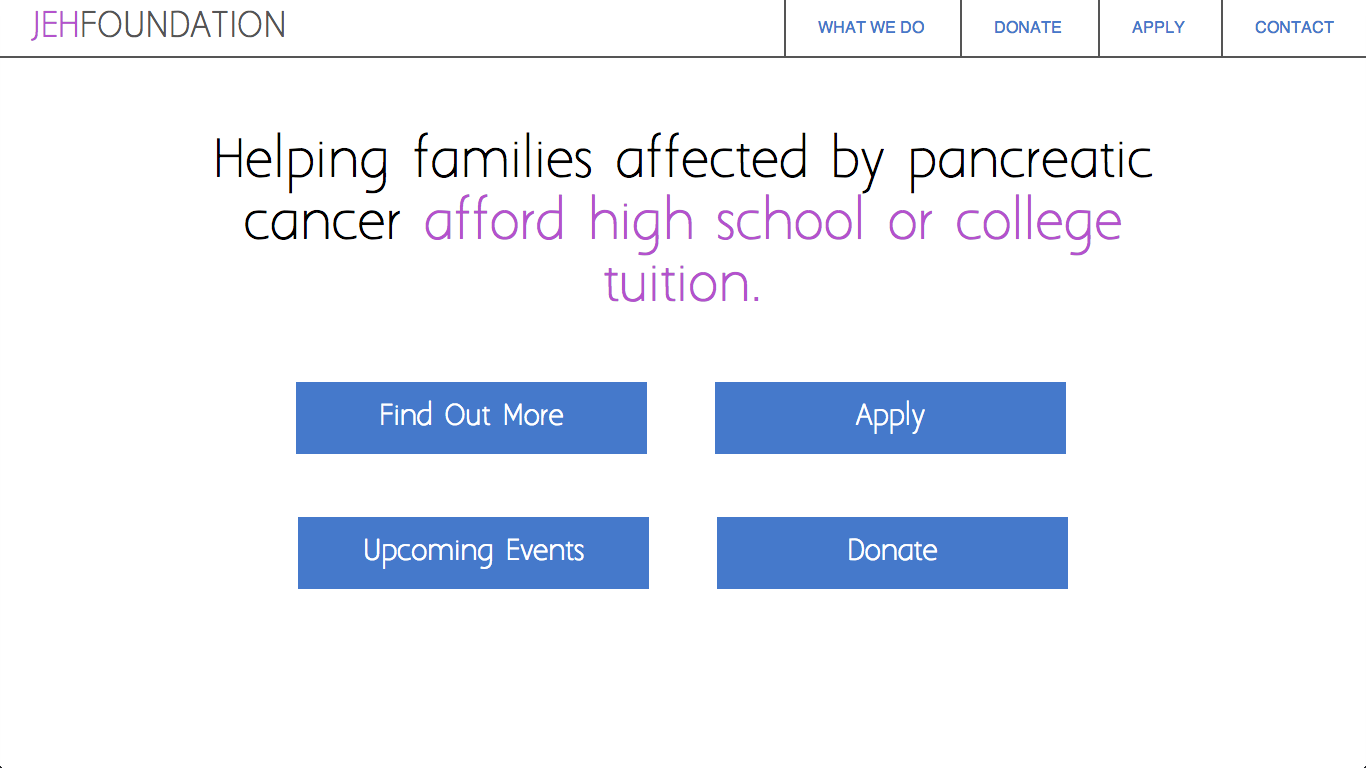 JEHFOUNDATION
WHAT WE DO
DONATE
APPLY
CONTACT
Helping families affected by pancreatic
cancer afford high school or college
tuition.
Find Out More
Apply
Upcoming Events
Donate